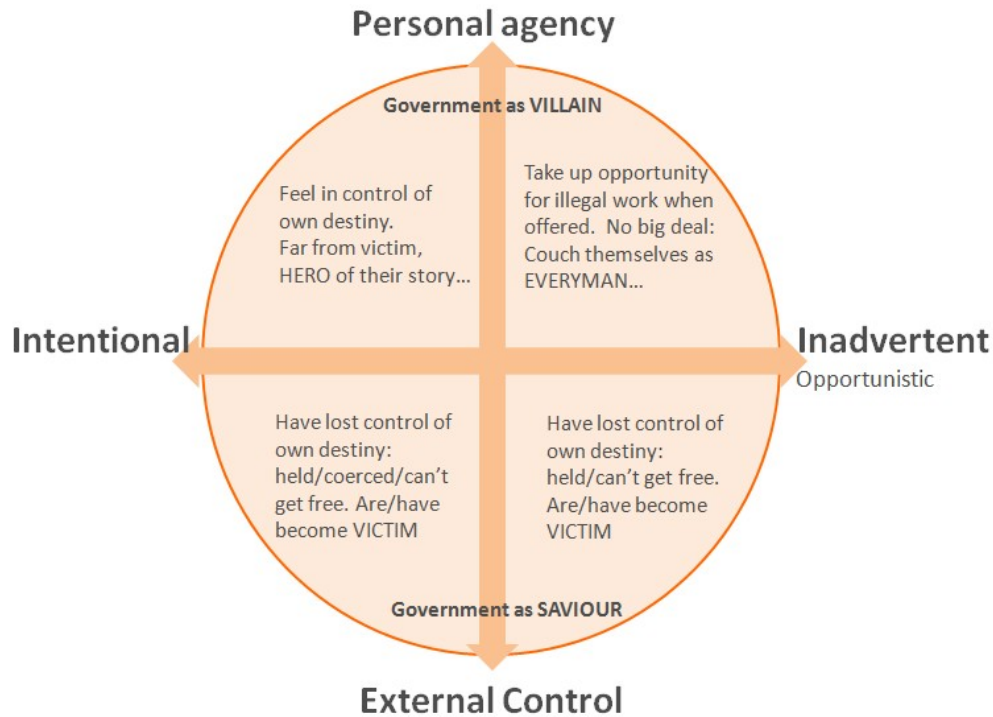 Personal agency
Government as VILLAIN
Feel in control of
own destiny.
Far from victim,
HERO of their story…
Take up opportunity
for illegal work when
offered.  No big deal:
Couch themselves as
EVERYMAN…
Intentional
Inadvertent
Opportunistic
Have lost control of
own destiny:
held/coerced/can’t
get free. Are/have
become VICTIM
Have lost control of
own destiny:
held/can’t get free.
Are/have become
VICTIM
Government as SAVIOUR
External Control